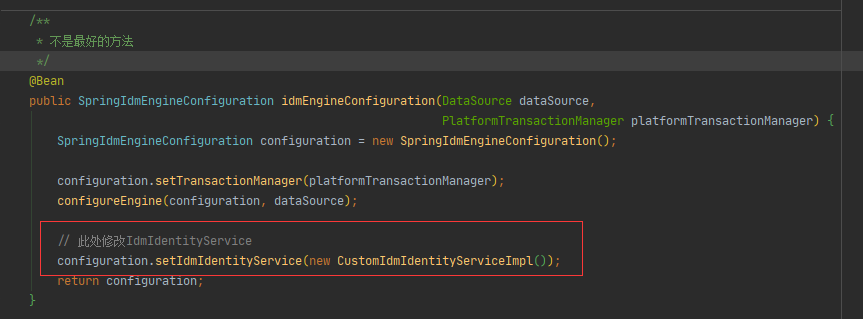 /**
* 不是最好的方法
*/
@Bean
public SpringIdmEngineConfiguration idmEngineConfiguration(DataSource dataSource,
PlatformTransactionManager platformTransactionManager) {
SpringIdmEngineConfiguration configuration = new SpringIdmEngineConfiguration();
configuration.setTransactionManager(platformTransactionManager);
configureEngine(configuration, dataSource);
// 此处修改IdmIdentityService
configuration.setIdmIdentityService(new CustomIdmIdentityServiceImpl());
return configuration;
}